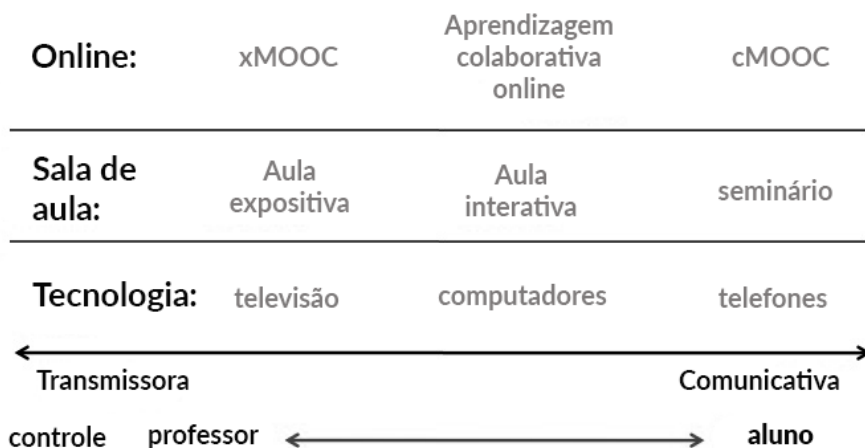 Aprendizagem
Online: xMOOC colaborativa cMOOC
online
Sala de Aula Aula
aula: expositiva interativa seminário
Tecnologia: televisão computadores telefones
Transmissora Comunicativa
controle professor aluno